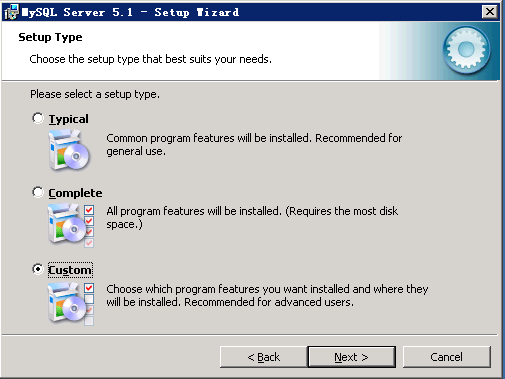 MySQL Server 5.1 - Setup Wizard
Setup Type
Choose the setup type that best suits your needs.
Please select a setup type.
Typical
Common program features will be installed. Recommended for
general use.
Complete
All program features will be installed. (Requires the most disk
space.)
Custom
Choose which program features you want installed and where they
will be installed. Recommended for advanced users.
< Back
Next >
Cancel